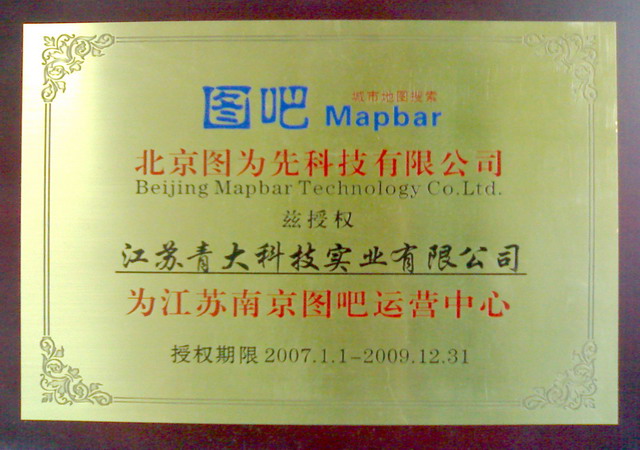 图吧 城市地图搜索
Mapbar
北京图为先科技有限公司
Beijing Mapbar Technology Co.Ltd.
兹授权
江苏青大科技实业有限公司
为江苏南京图吧运营中心
授权期限 2007.1.1-2009.12.31